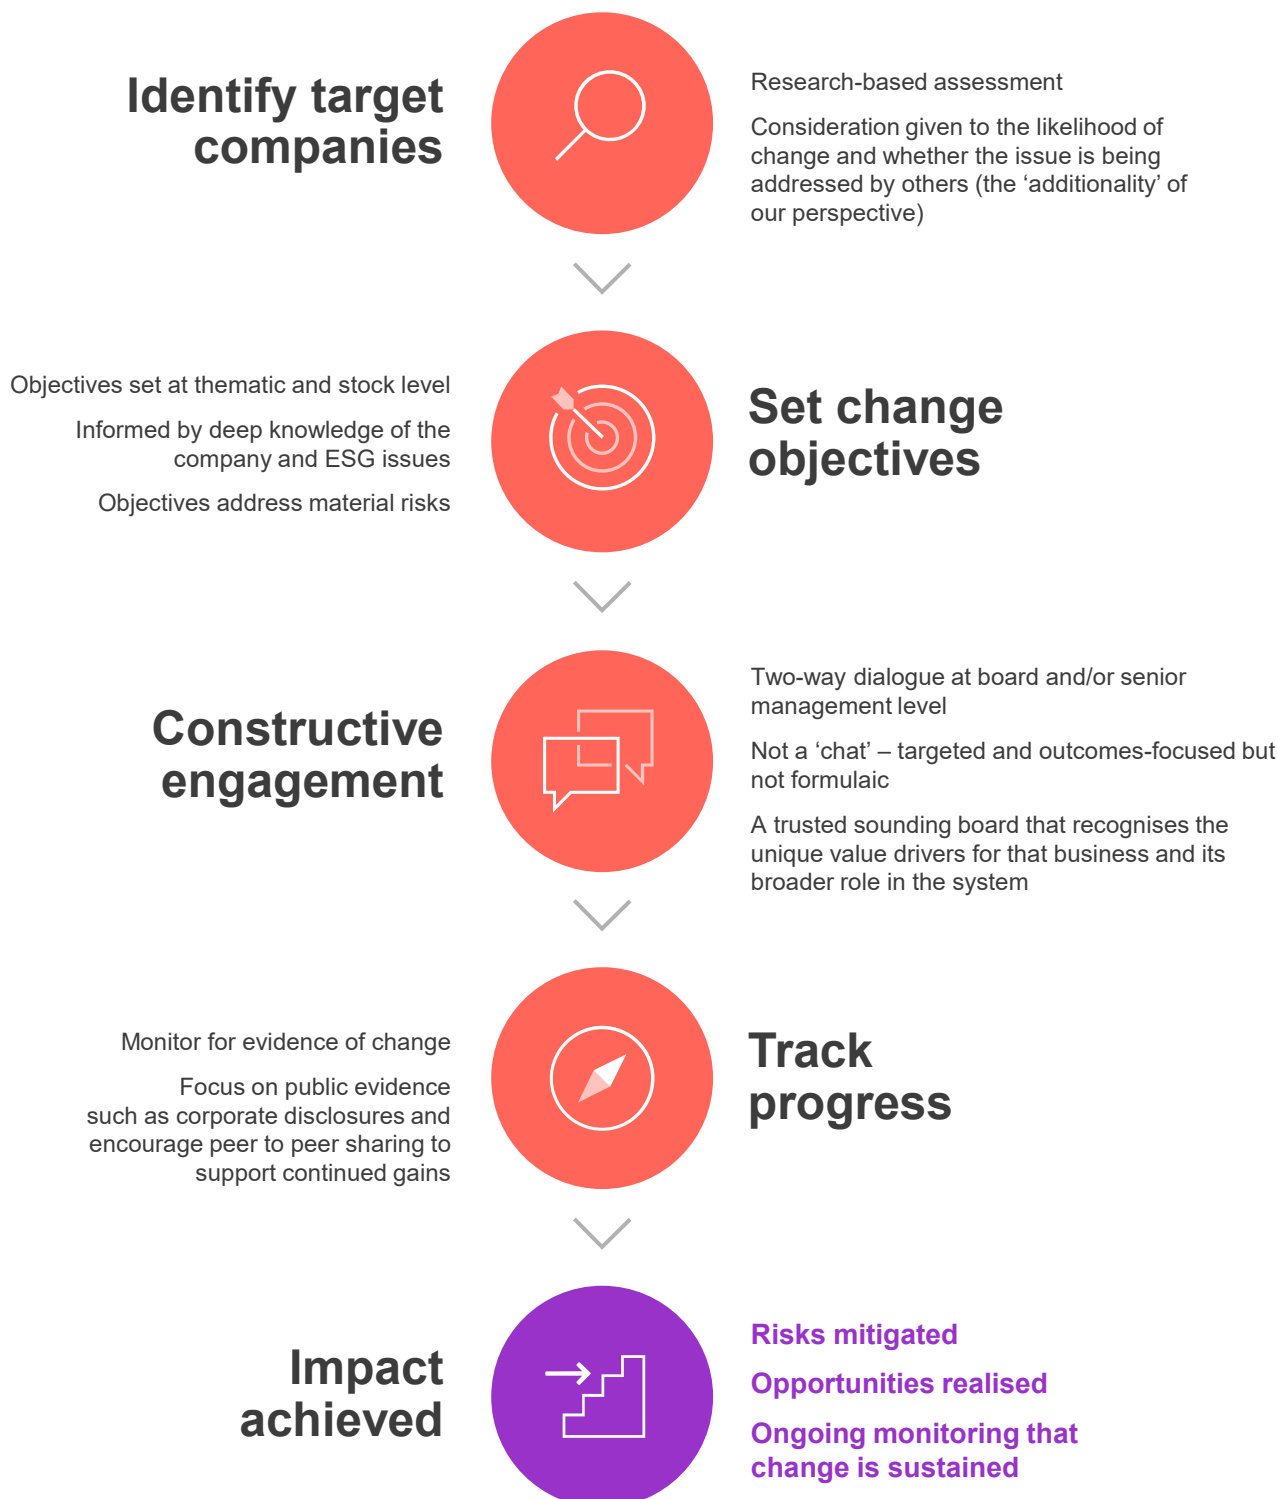 Identify target
companies
Research-based assessment
Consideration given to the likelihood of
change and whether the issue is being
addressed by others (the ‘additionality’ of
our perspective)
Set change
objectives
Objectives set at thematic and stock level
Informed by deep knowledge of the
company and ESG issues
Objectives address material risks
Constructive
engagement
Two-way dialogue at board and/or senior
management level
Not a ‘chat’ – targeted and outcomes-focused but
not formulaic
A trusted sounding board that recognises the
unique value drivers for that business and its
broader role in the system
Track
progress
Monitor for evidence of change
Focus on public evidence
such as corporate disclosures and
encourage peer to peer sharing to
support continued gains
Impact
achieved
Risks mitigated
Opportunities realised
Ongoing monitoring that
change is sustained